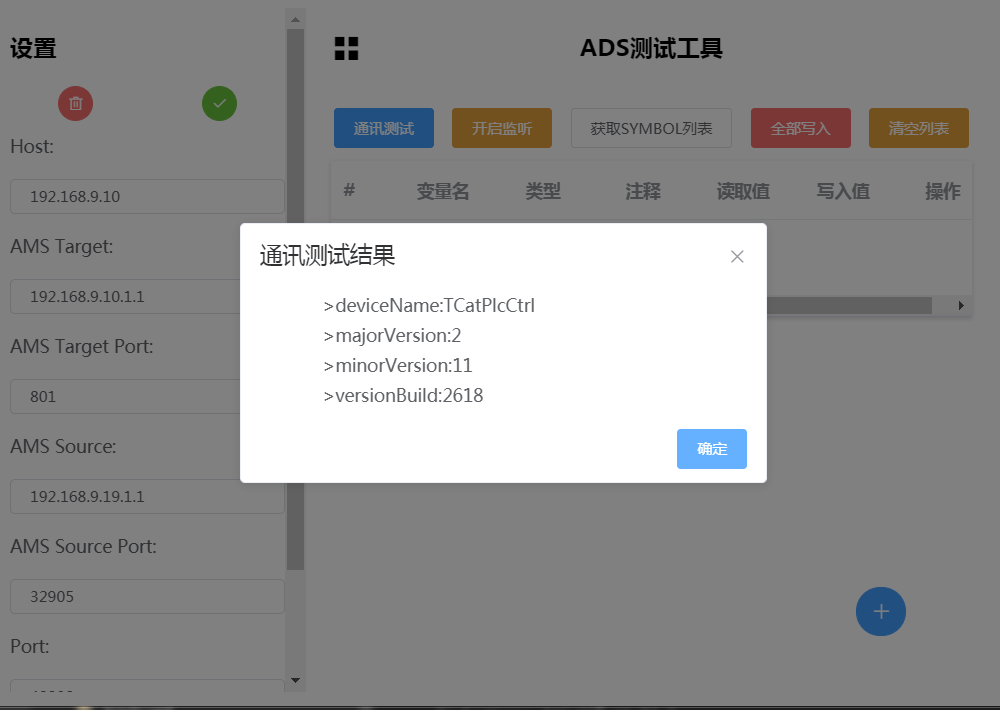 设置
Host:
192.168.9.10
AMS Target:
192.168.9.10.1.1
AMS Target Port:
801
AMS Source:
192.168.9.19.1.1
AMS Source Port:
32905
Port:
ADS测试工具
通讯测试 开启监听 获取SYMBOL列表 全部写入 清空列表
# 变量名 类型 注释 读取值 写入值 操作
通讯测试结果
>deviceName:TCatPlcCtrl
>majorVersion:2
>minorVersion:11
>versionBuild:2618
确定